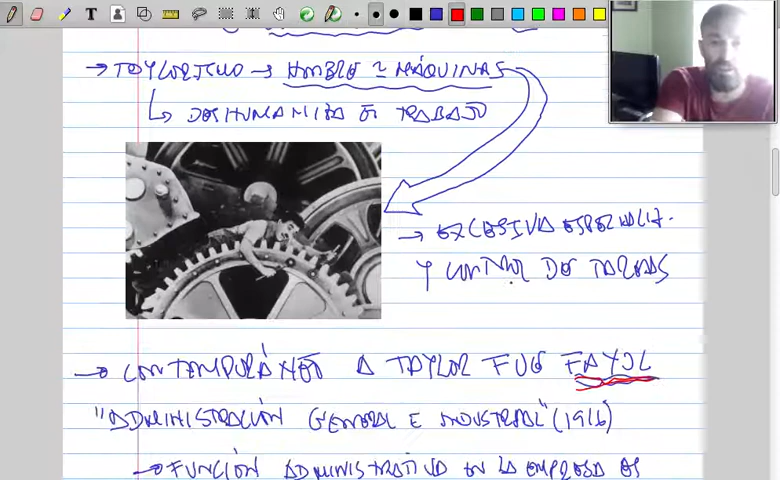 → TAYLORISMO → HOMBRE ≃ MÁQUINAS
↳ DESHUMANIZA EL TRABAJO
→ EXCESIVA ESPECIALIZ.
Y CONTROL DE TAREAS
→ CONTEMPORÁNEO A TAYLOR FUE FAYOL
"ADMINISTRACIÓN GENERAL E INDUSTRIAL" (1916)
→ FUNCIÓN ADMINISTRATIVA EN LA EMPRESA ES